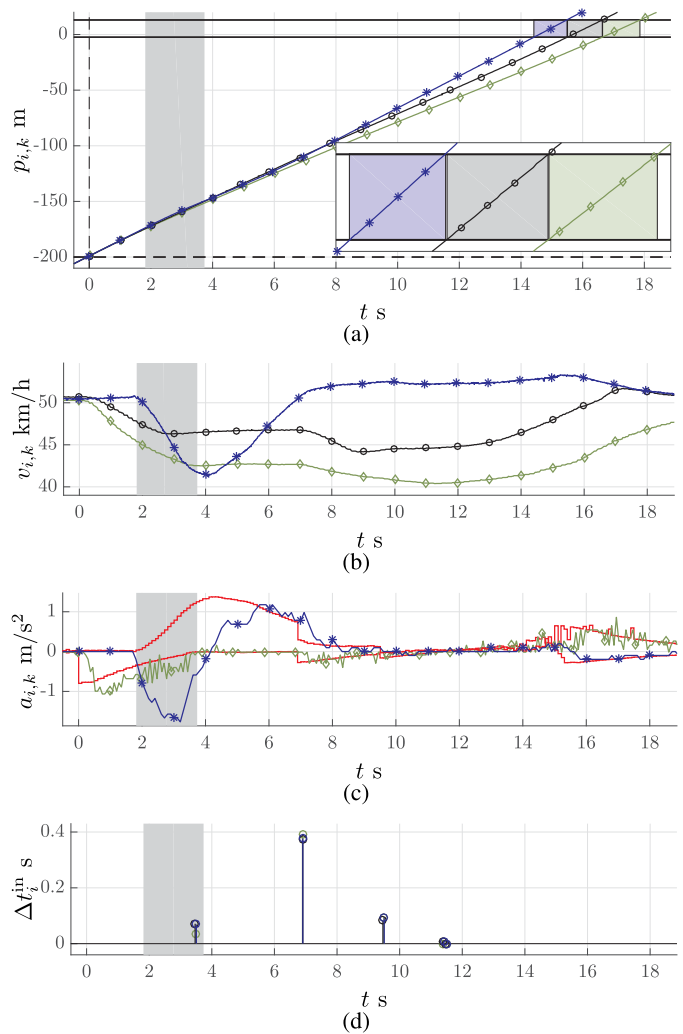 0
-50
-100
-150
-200
p_{i,k} m
0 2 4 6 8 10 12 14 16 18
t s
(a)
50
45
40
v_{i,k} km/h
0 2 4 6 8 10 12 14 16 18
t s
(b)
1
0
-1
a_{i,k} m/s²
0 2 4 6 8 10 12 14 16 18
t s
(c)
0.4
0.2
0
Δt_i^{in} s
0 2 4 6 8 10 12 14 16 18
t s
(d)